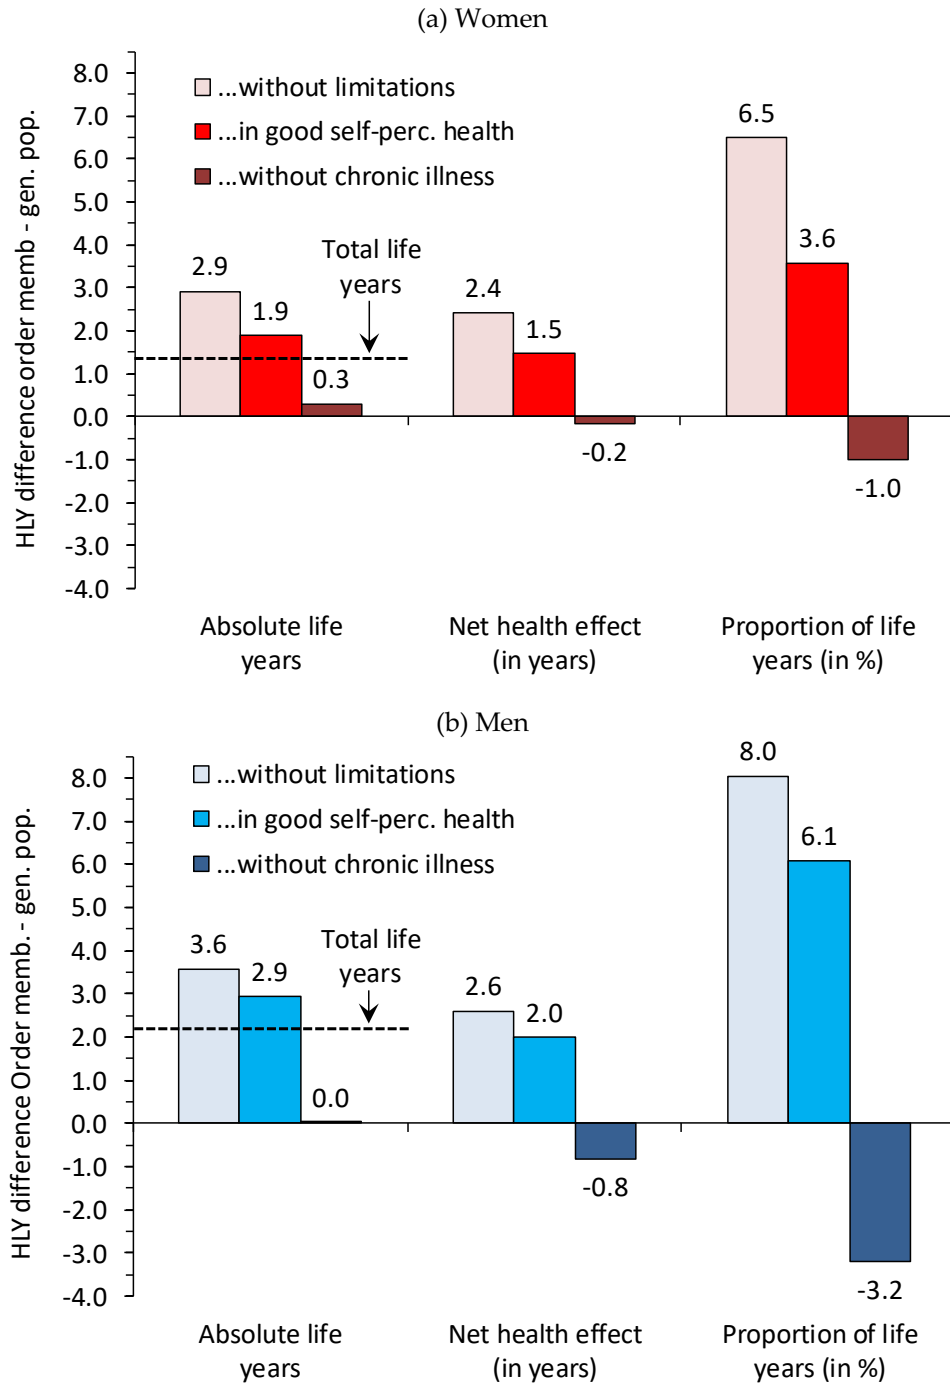 (a) Women
HLY difference order memb - gen. pop.
8.0
7.0
6.0
5.0
4.0
3.0
2.0
1.0
0.0
-1.0
-2.0
-3.0
-4.0
...without limitations
...in good self-perc. health
...without chronic illness
Total life
years
2.9
1.9
0.3
2.4
1.5
-0.2
6.5
3.6
-1.0
Absolute life
years
Net health effect
(in years)
Proportion of life
years (in %)
(b) Men
HLY difference Order memb. - gen. pop.
8.0
7.0
6.0
5.0
4.0
3.0
2.0
1.0
0.0
-1.0
-2.0
-3.0
-4.0
...without limitations
...in good self-perc. health
...without chronic illness
Total life
years
3.6
2.9
0.0
2.6
2.0
-0.8
8.0
6.1
-3.2
Absolute life
years
Net health effect
(in years)
Proportion of life
years (in %)